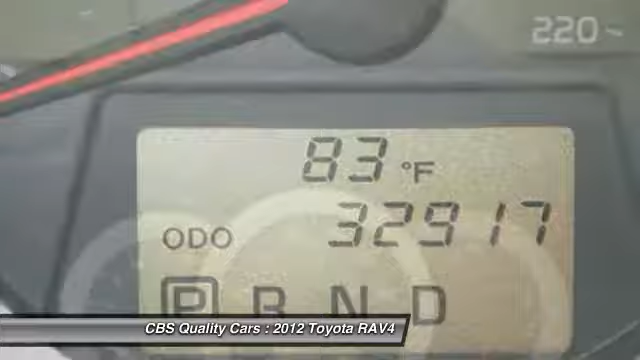 220
83 °F
ODO 32917
P R N D
CBS Quality Cars : 2012 Toyota RAV4